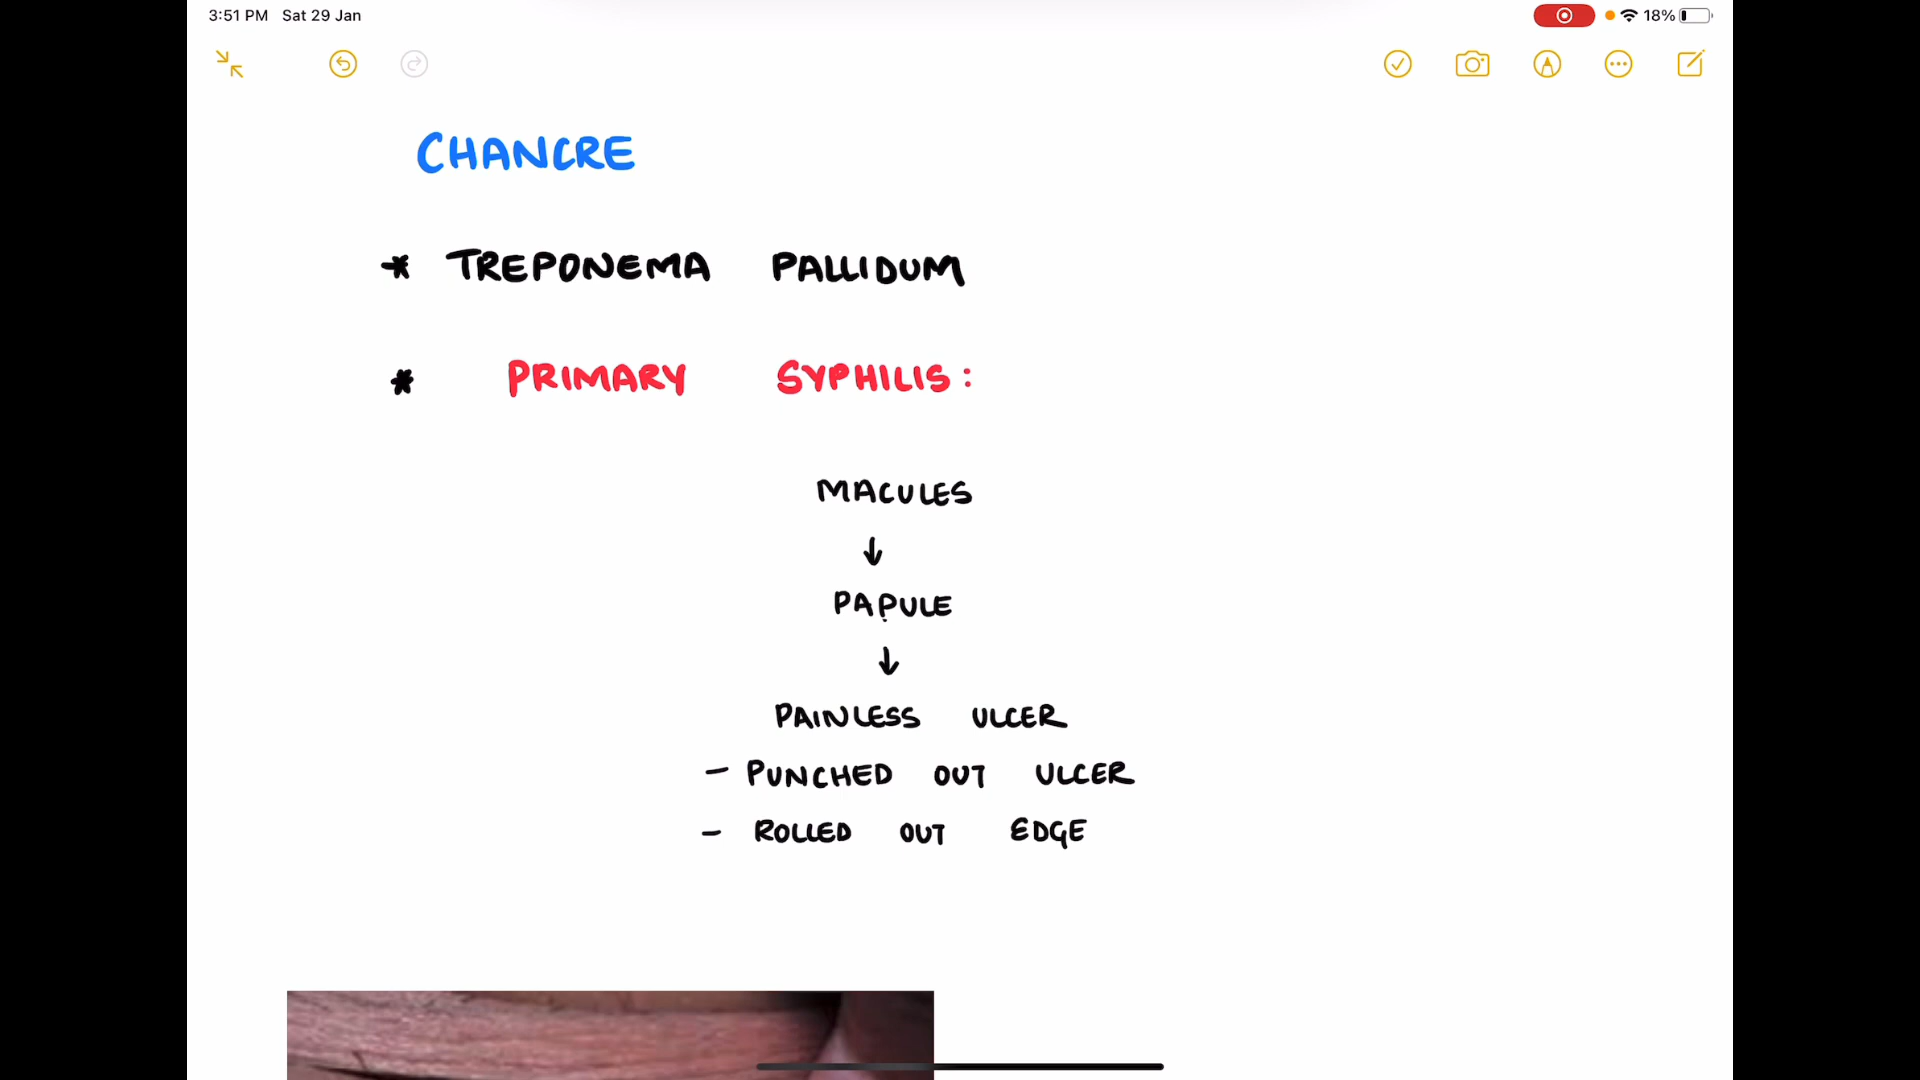 3:51 PM Sat 29 Jan 18%
CHANCRE
* TREPONEMA PALLIDUM
* PRIMARY SYPHILIS:
MACULES
↓
PAPULE
↓
PAINLESS ULCER
- PUNCHED OUT ULCER
- ROLLED OUT EDGE